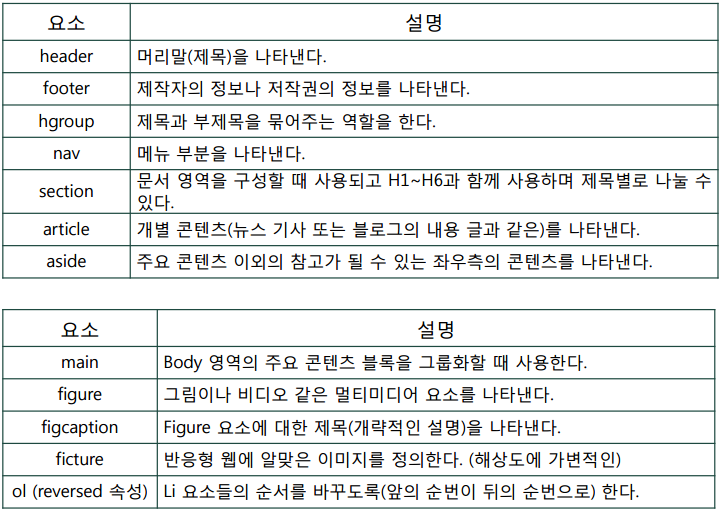 요소 설명
header 머리말(제목)을 나타낸다.
footer 제작자의 정보나 저작권의 정보를 나타낸다.
hgroup 제목과 부제목을 묶어주는 역할을 한다.
nav 메뉴 부분을 나타낸다.
section 문서 영역을 구성할 때 사용되고 H1~H6과 함께 사용하며 제목별로 나눌 수
있다.
article 개별 콘텐츠(뉴스 기사 또는 블로그의 내용 글과 같은)를 나타낸다.
aside 주요 콘텐츠 이외의 참고가 될 수 있는 좌우측의 콘텐츠를 나타낸다.
요소 설명
main Body 영역의 주요 콘텐츠 블록을 그룹화할 때 사용한다.
figure 그림이나 비디오 같은 멀티미디어 요소를 나타낸다.
figcaption Figure 요소에 대한 제목(개략적인 설명)을 나타낸다.
ficture 반응형 웹에 알맞은 이미지를 정의한다. (해상도에 가변적인)
ol (reversed 속성) Li 요소들의 순서를 바꾸도록(앞의 순번이 뒤의 순번으로) 한다.